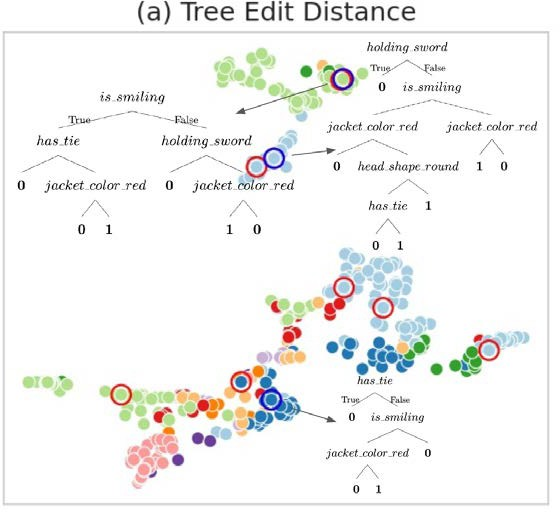 (a) Tree Edit Distance
holding_sword
True False
0 is_smiling
jacket_color_red jacket_color_red
0 head_shape_round 1 0
has_tie 1
0 1
is_smiling
True False
has_tie holding_sword
0 jacket_color_red 0 jacket_color_red
0 1 1 0
has_tie
True False
0 is_smiling
jacket_color_red 0
0 1